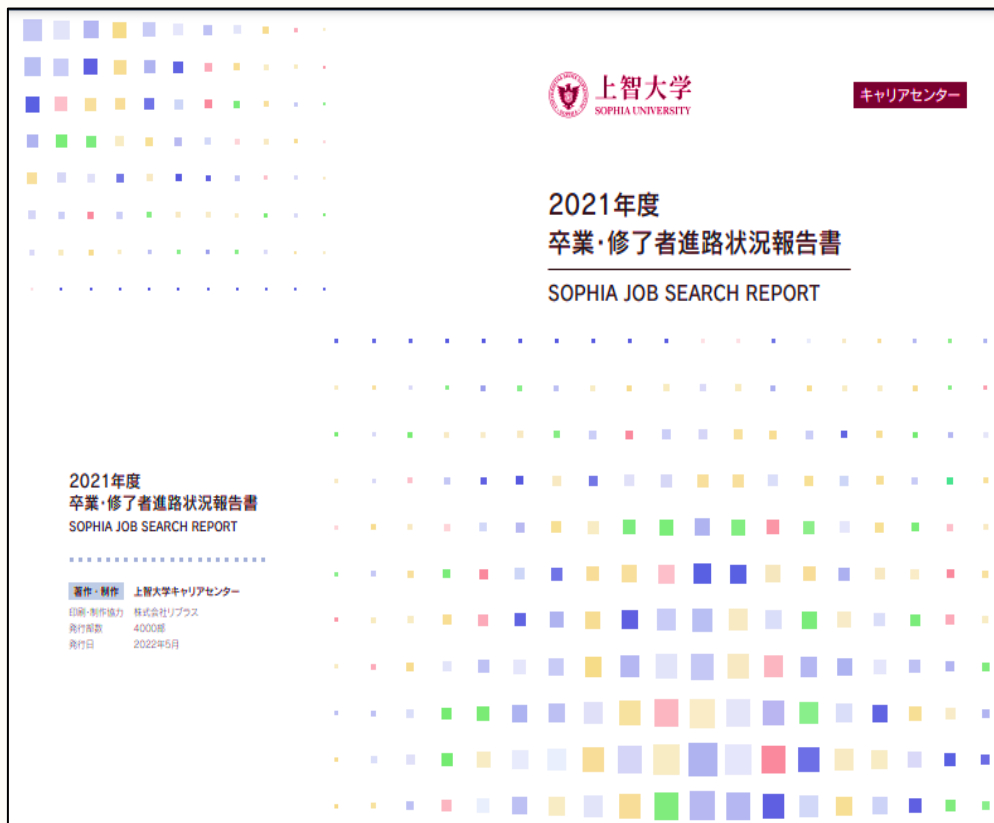 上智大学
SOPHIA UNIVERSITY
キャリアセンター
2021年度
卒業・修了者進路状況報告書
SOPHIA JOB SEARCH REPORT
2021年度
卒業・修了者進路状況報告書
SOPHIA JOB SEARCH REPORT
著作・制作 上智大学キャリアセンター
印刷・制作協力 株式会社リプラス
発行部数 4000部
発行日 2022年5月